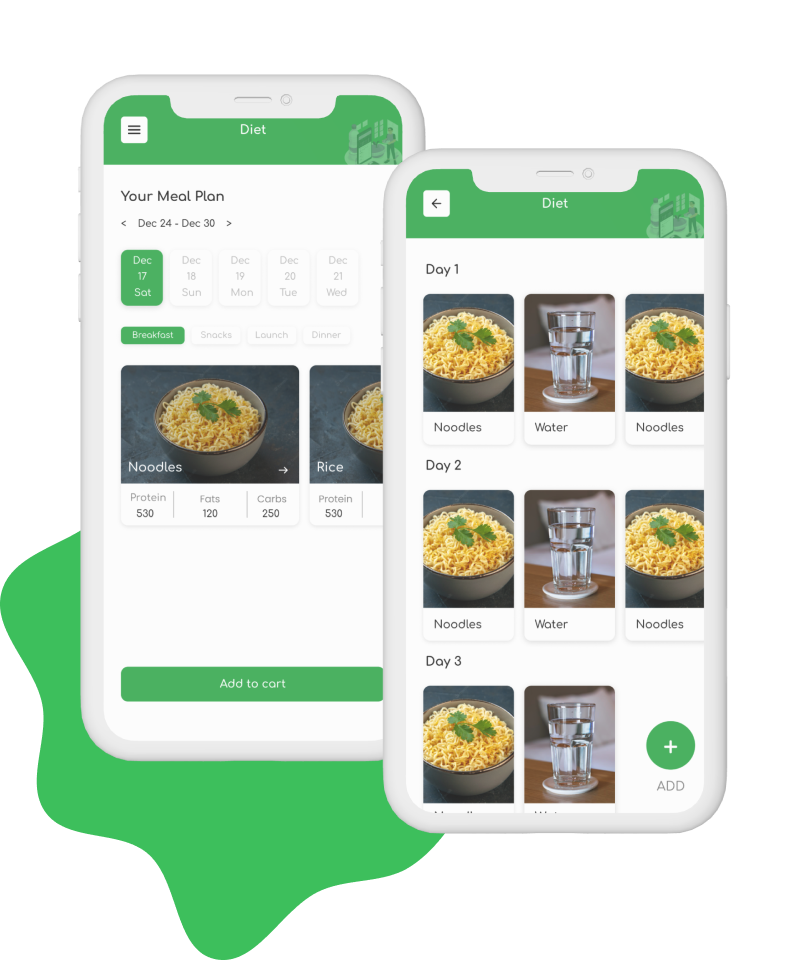 Diet
Your Meal Plan
< Dec 24 - Dec 30 >
Dec Dec Dec Dec Dec
17 18 19 20 21
Sat Sun Mon Tue Wed
Breakfast Snacks Launch Dinner
Noodles → Rice
Protein Fats Carbs Protein
530 120 250 530
Add to cart
Diet
Day 1
Noodles Water Noodles
Day 2
Noodles Water Noodles
Day 3
+
ADD